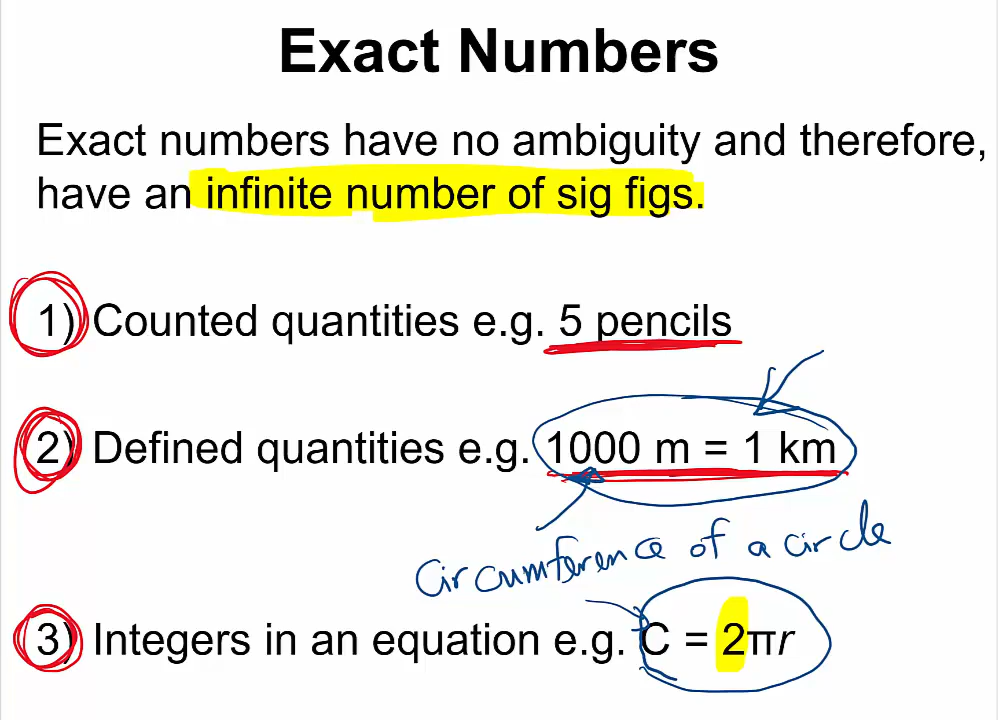 Exact Numbers
Exact numbers have no ambiguity and therefore,
have an infinite number of sig figs.
1) Counted quantities e.g. 5 pencils
2) Defined quantities e.g. 1000 m = 1 km
Circumference of a circle
3) Integers in an equation e.g. C = 2πr